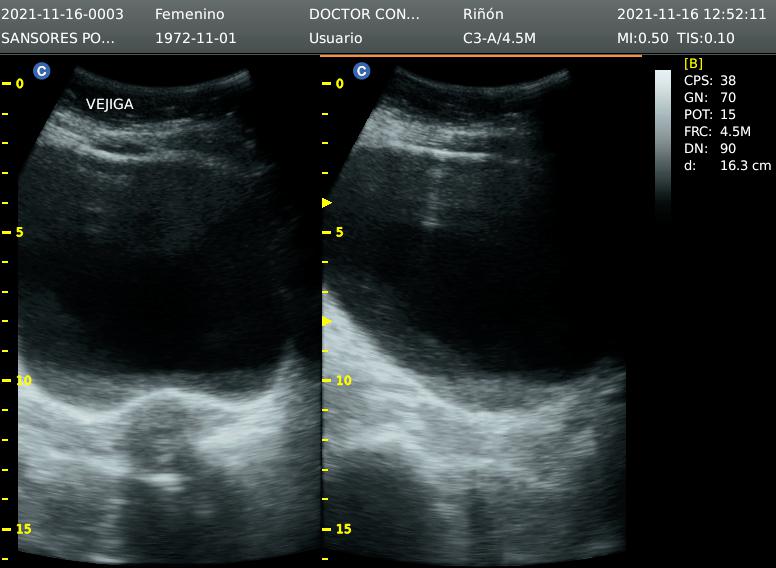 2021-11-16-0003 Femenino DOCTOR CON... Riñón 2021-11-16 12:52:11
SANSORES PO... 1972-11-01 Usuario C3-A/4.5M MI:0.50 TIS:0.10
C
C
[B]
CPS: 38
GN: 70
POT: 15
FRC: 4.5M
DN: 90
d: 16.3 cm
VEJIGA
0
5
10
15
0
5
10
15